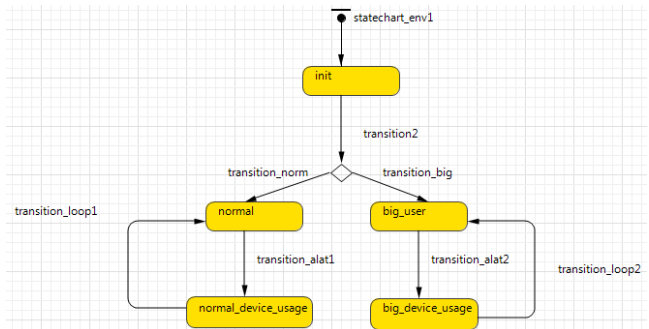 statechart_env1
init
transition2
transition_norm
transition_big
transition_loop1
normal
big_user
transition_alat1
transition_alat2
transition_loop2
normal_device_usage
big_device_usage